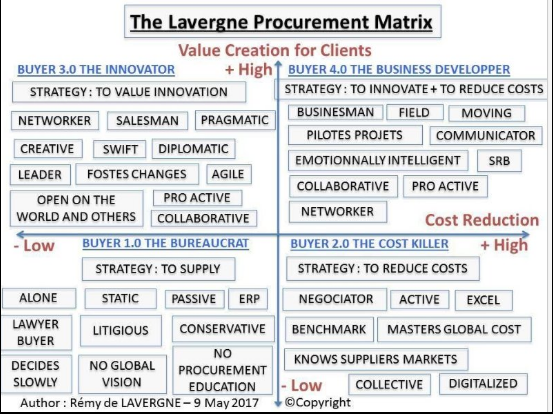 The Lavergne Procurement Matrix
Value Creation for Clients
+ High
BUYER 3.0 THE INNOVATOR
STRATEGY : TO VALUE INNOVATION
NETWORKER
SALESMAN
PRAGMATIC
CREATIVE
SWIFT
DIPLOMATIC
LEADER
FOSTES CHANGES
AGILE
OPEN ON THE
WORLD AND OTHERS
PRO ACTIVE
COLLABORATIVE
BUYER 4.0 THE BUSINESS DEVELOPPER
STRATEGY : TO INNOVATE + TO REDUCE COSTS
BUSINESMAN
FIELD
MOVING
PILOTES PROJETS
COMMUNICATOR
EMOTIONNALLY INTELLIGENT
SRB
COLLABORATIVE
PRO ACTIVE
NETWORKER
Cost Reduction
- Low
+ High
BUYER 1.0 THE BUREAUCRAT
STRATEGY : TO SUPPLY
ALONE
STATIC
PASSIVE
ERP
LAWYER
BUYER
LITIGIOUS
CONSERVATIVE
DECIDES
SLOWLY
NO GLOBAL
VISION
NO
PROCUREMENT
EDUCATION
BUYER 2.0 THE COST KILLER
STRATEGY : TO REDUCE COSTS
NEGOCIATOR
ACTIVE
EXCEL
BENCHMARK
MASTERS GLOBAL COST
KNOWS SUPPLIERS MARKETS
- Low
COLLECTIVE
DIGITALIZED
Author : Rémy de LAVERGNE – 9 May 2017
©Copyright